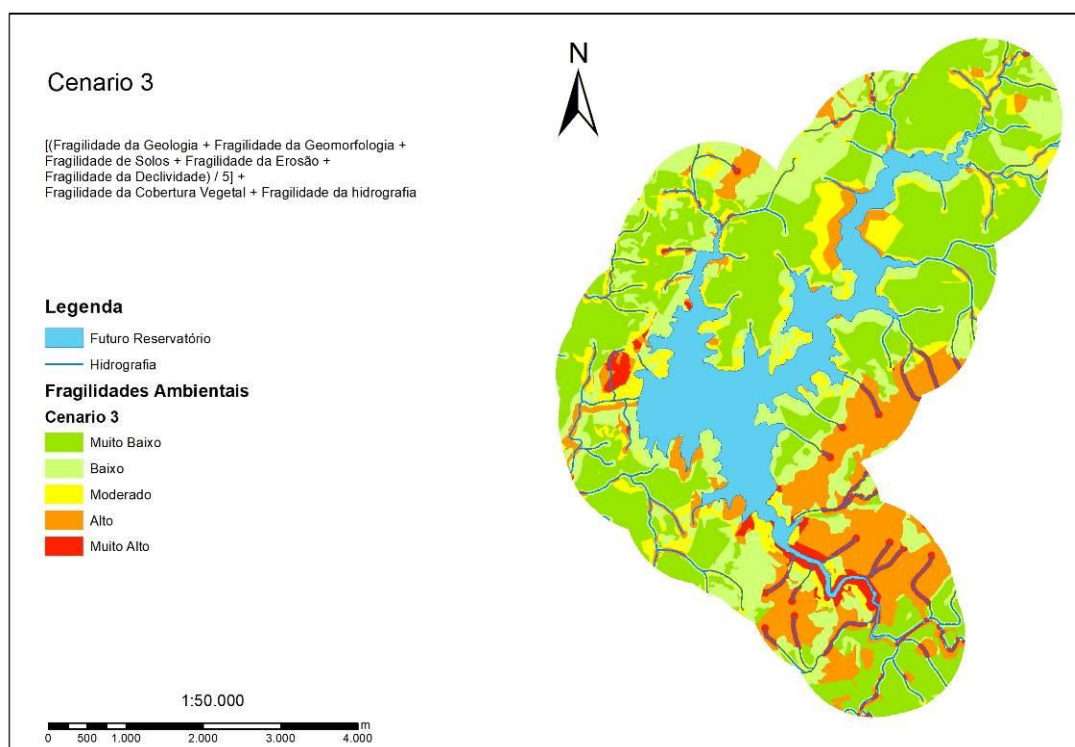 N
Cenario 3
[(Fragilidade da Geologia + Fragilidade da Geomorfologia +
Fragilidade de Solos + Fragilidade da Erosão +
Fragilidade da Declividade) / 5] +
Fragilidade da Cobertura Vegetal + Fragilidade da hidrografia
Legenda
Futuro Reservatório
Hidrografia
Fragilidades Ambientais
Cenario 3
Muito Baixo
Baixo
Moderado
Alto
Muito Alto
1:50.000
m
0 500 1.000 2.000 3.000 4.000